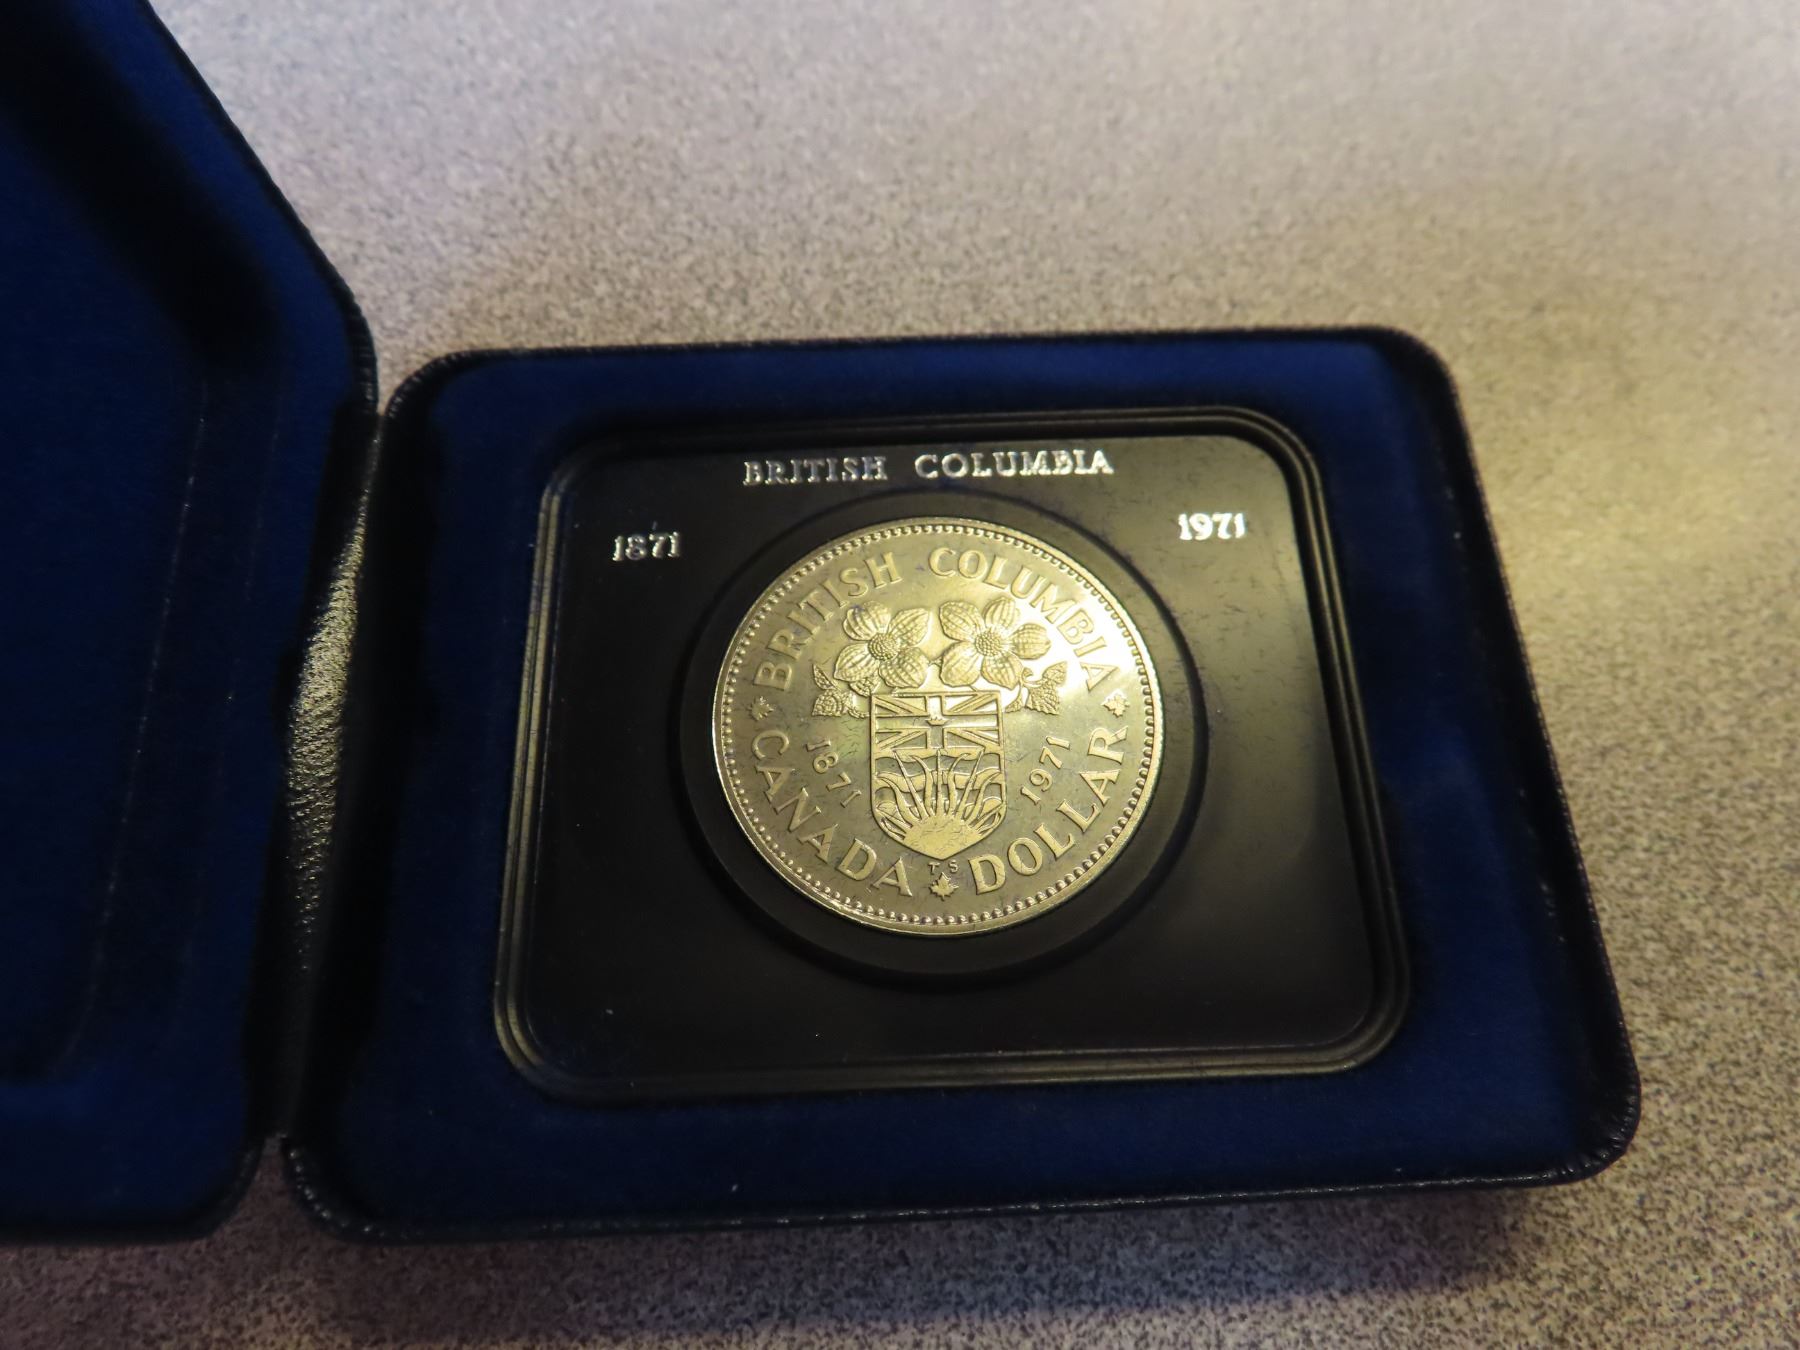 BRITISH COLUMBIA
1871 1971
BRITISH COLUMBIA
1871 1971
CANADA DOLLAR
T S